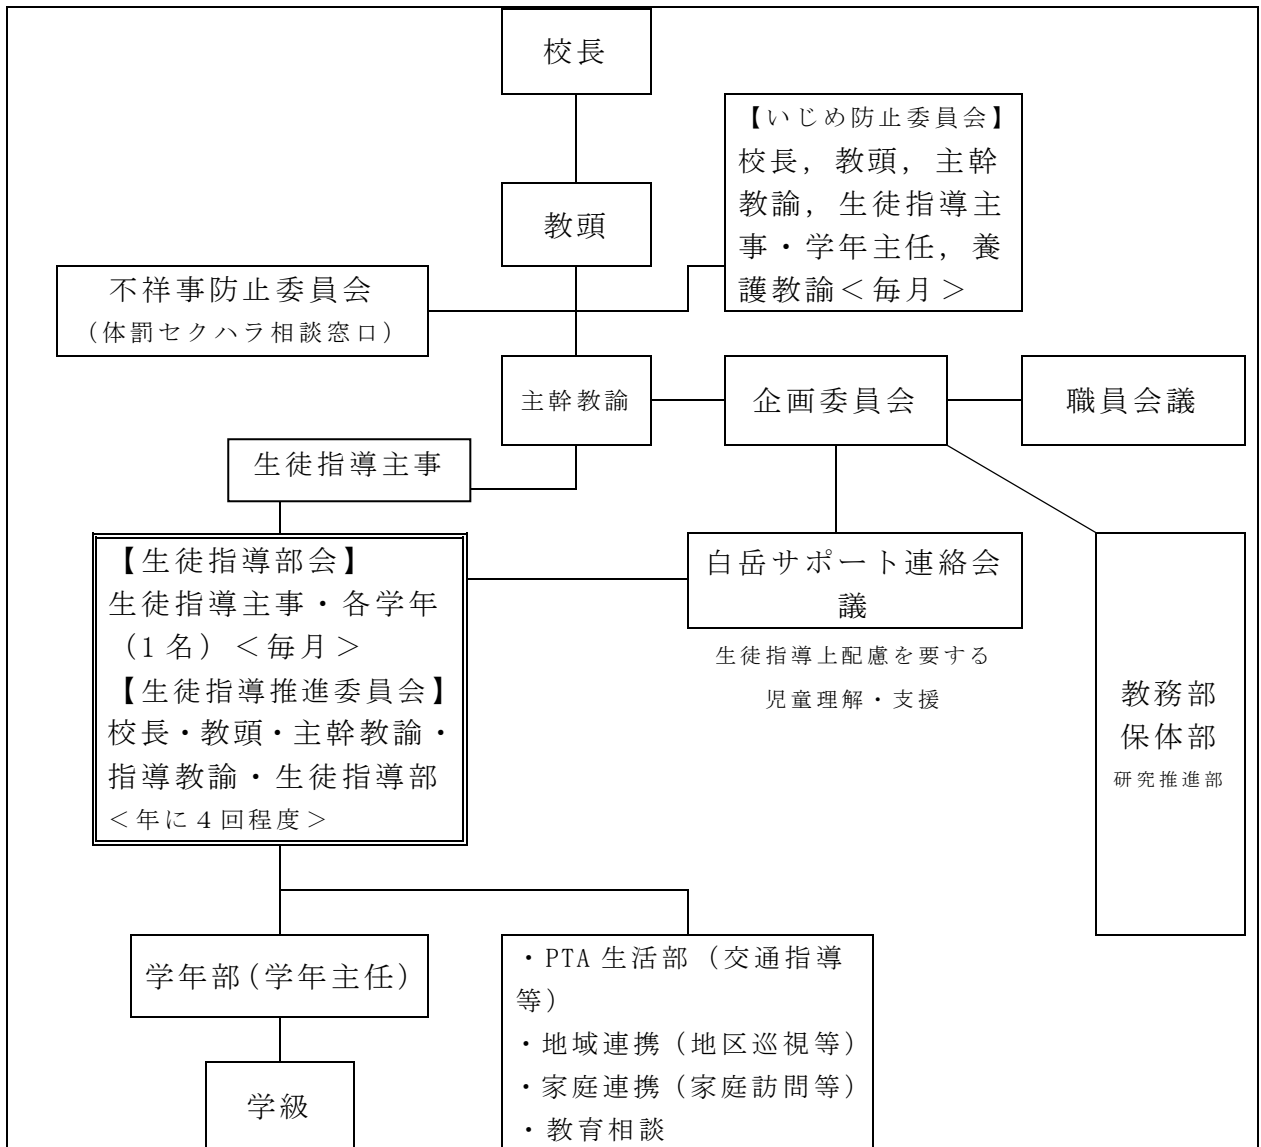 校長
【いじめ防止委員会】
校長，教頭，主幹
教諭，生徒指導主
事・学年主任，養
護教諭＜毎月＞
教頭
不祥事防止委員会
（体罰セクハラ相談窓口）
主幹教諭
企画委員会
職員会議
生徒指導主事
【生徒指導部会】
生徒指導主事・各学年
（1名）＜毎月＞
【生徒指導推進委員会】
校長・教頭・主幹教諭・
指導教諭・生徒指導部
＜年に４回程度＞
白岳サポート連絡会
議
生徒指導上配慮を要する
児童理解・支援
教務部
保体部
研究推進部
学年部(学年主任)
学級
・PTA 生活部（交通指導
等）
・地域連携（地区巡視等）
・家庭連携（家庭訪問等）
・教育相談